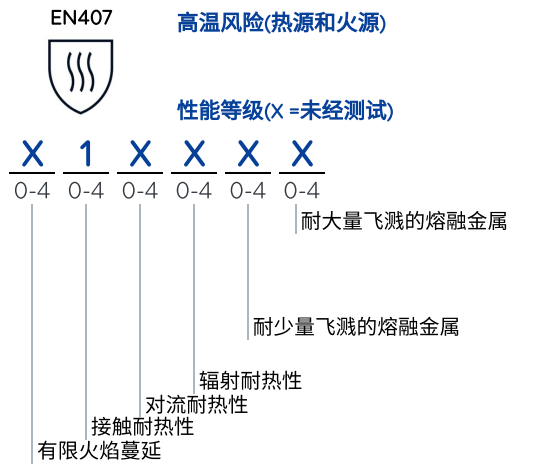 EN407
高温风险(热源和火源)
性能等级(X =未经测试)
X 1 X X X X
0-4 0-4 0-4 0-4 0-4 0-4
耐大量飞溅的熔融金属
耐少量飞溅的熔融金属
辐射耐热性
对流耐热性
接触耐热性
有限火焰蔓延